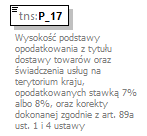 tns:P_17
Wysokość podstawy
opodatkowania z tytułu
dostawy towarów oraz
świadczenia usług na
terytorium kraju,
opodatkowanych stawką 7%
albo 8%, oraz korekty
dokonanej zgodnie z art. 89a
ust. 1 i 4 ustawy